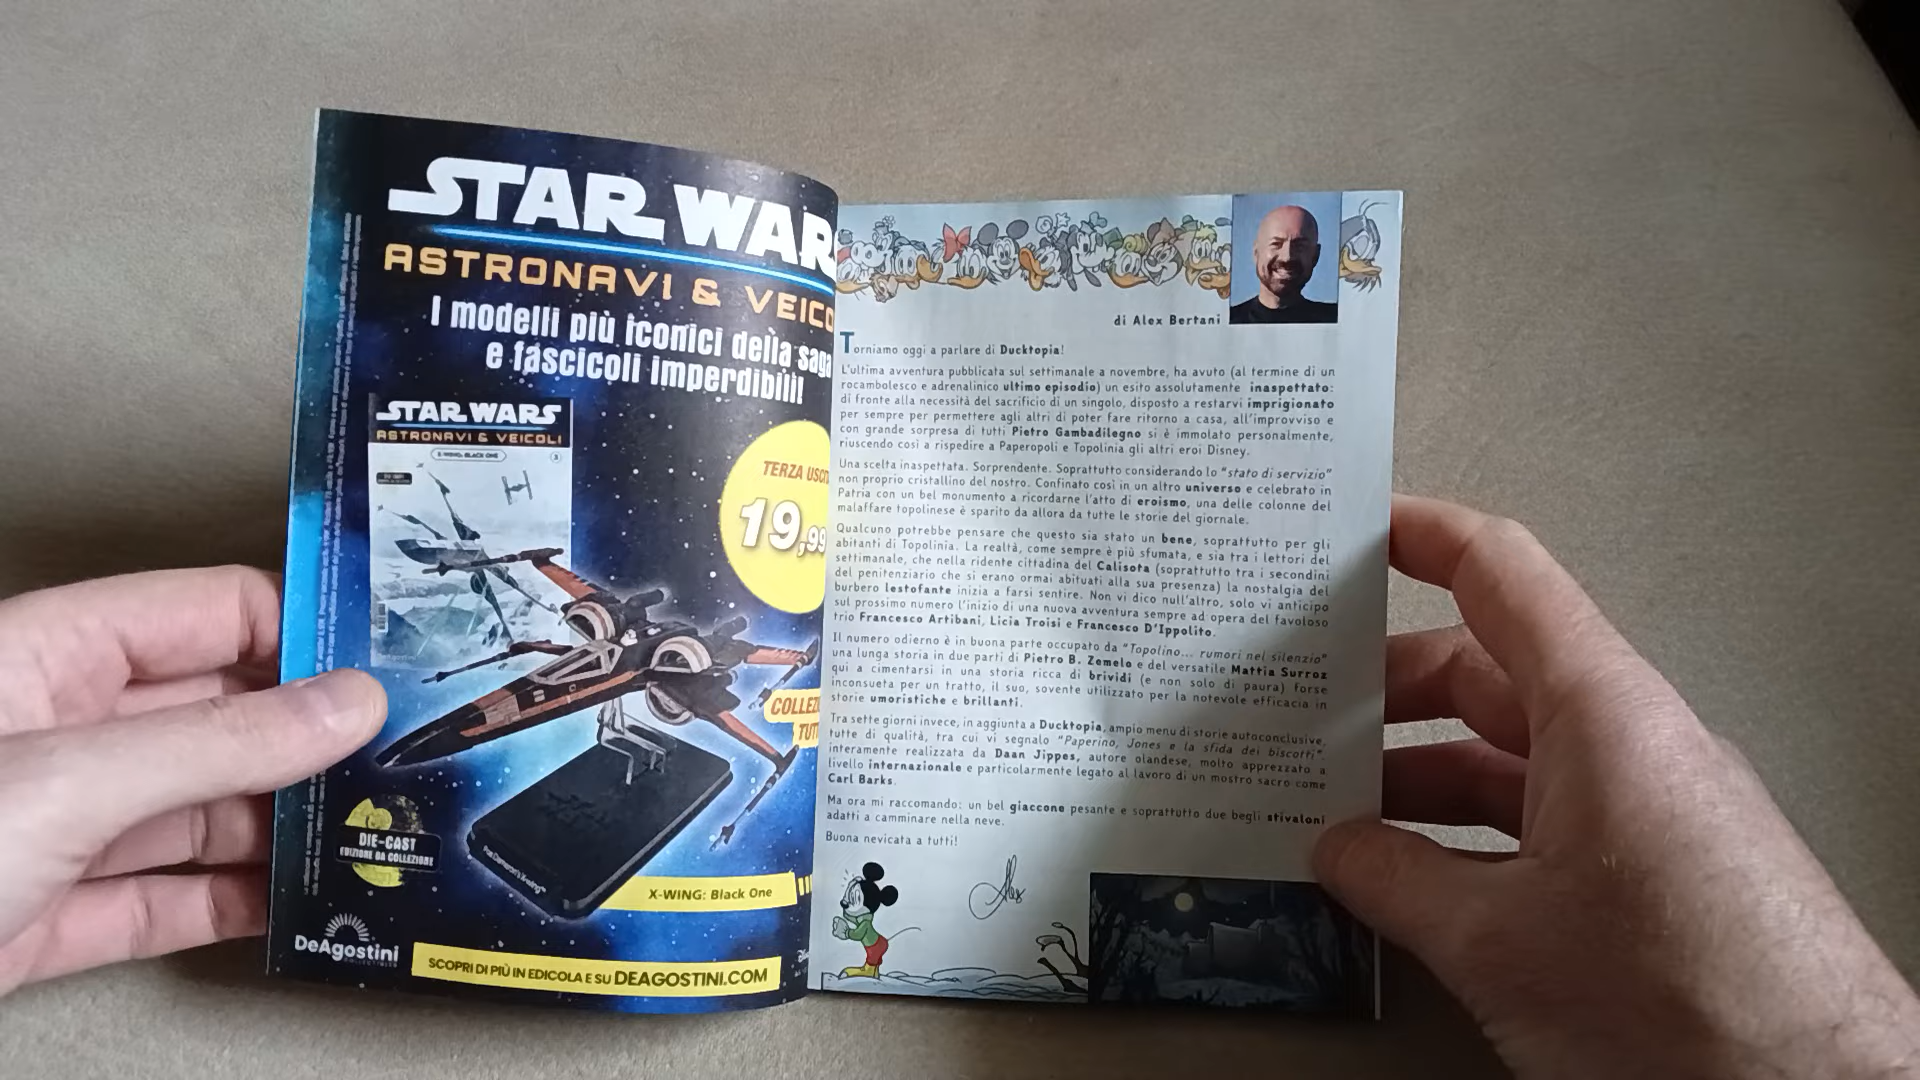 STAR WAR
ASTRONAVI & VEICO
I modelli più iconici della saga
e fascicoli imperdibili!
STAR WARS
ASTRONAVI & VEICOLI
X-WING: BLACK ONE
3
TERZA USCI
19,99
COLLEZI
TUT
DeAgostini
Poe Dameron's X-wing™
DIE-CAST
EDIZIONE DA COLLEZIONE
X-WING: Black One
DeAgostini
SCOPRI DI PIÙ IN EDICOLA E SU DEAGOSTINI.COM
di Alex Bertani
Torniamo oggi a parlare di Ducktopia!
L'ultima avventura pubblicata sul settimanale a novembre, ha avuto (al termine di un
rocambolesco e adrenalinico ultimo episodio) un esito assolutamente inaspettato:
di fronte alla necessità del sacrificio di un singolo, disposto a restarvi imprigionato
per sempre per permettere agli altri di poter fare ritorno a casa, all'improvviso e
con grande sorpresa di tutti Pietro Gambadilegno si è immolato personalmente,
riuscendo così a rispedire a Paperopoli e Topolinia gli altri eroi Disney.
Una scelta inaspettata. Sorprendente. Soprattutto considerando lo "stato di servizio"
non proprio cristallino del nostro. Confinato così in un altro universo e celebrato in
Patria con un bel monumento a ricordarne l'atto di eroismo, una delle colonne del
malaffare topolinese è sparito da allora da tutte le storie del giornale.
Qualcuno potrebbe pensare che questo sia stato un bene, soprattutto per gli
abitanti di Topolinia. La realtà, come sempre è più sfumata, e sia tra i lettori del
settimanale, che nella ridente cittadina del Calisota (soprattutto tra i secondini
del penitenziario che si erano ormai abituati alla sua presenza) la nostalgia del
burbero lestofante inizia a farsi sentire. Non vi dico null'altro, solo vi anticipo
sul prossimo numero l'inizio di una nuova avventura sempre ad opera del favoloso
trio Francesco Artibani, Licia Troisi e Francesco D'Ippolito.
Il numero odierno è in buona parte occupato da "Topolino... rumori nel silenzio"
una lunga storia in due parti di Pietro B. Zemelo e del versatile Mattia Surroz
qui a cimentarsi in una storia ricca di brividi (e non solo di paura) forse
inconsueta per un tratto, il suo, sovente utilizzato per la notevole efficacia in
storie umoristiche e brillanti.
Tra sette giorni invece, in aggiunta a Ducktopia, ampio menu di storie autoconclusive,
tutte di qualità, tra cui vi segnalo "Paperino, Jones e la sfida dei biscotti",
interamente realizzata da Daan Jippes, autore olandese, molto apprezzato a
livello internazionale e particolarmente legato al lavoro di un mostro sacro come
Carl Barks.
Ma ora mi raccomando: un bel giaccone pesante e soprattutto due begli stivaloni
adatti a camminare nella neve.
Buona nevicata a tutti!
Alex